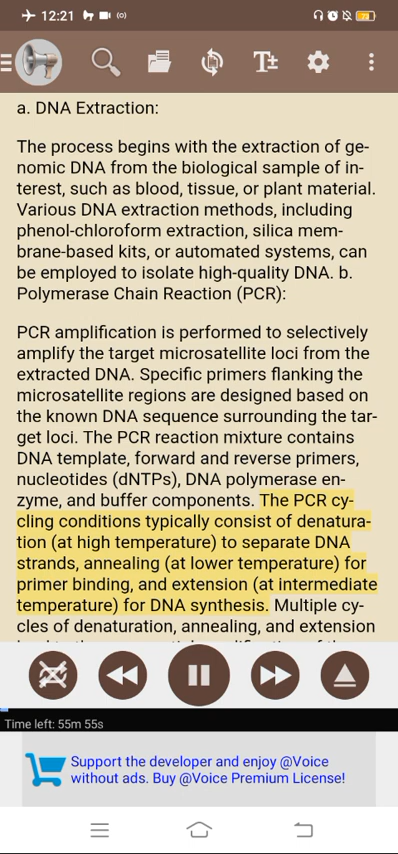 12:21
T±
a. DNA Extraction:
The process begins with the extraction of ge-
nomic DNA from the biological sample of in-
terest, such as blood, tissue, or plant material.
Various DNA extraction methods, including
phenol-chloroform extraction, silica mem-
brane-based kits, or automated systems, can
be employed to isolate high-quality DNA. b.
Polymerase Chain Reaction (PCR):
PCR amplification is performed to selectively
amplify the target microsatellite loci from the
extracted DNA. Specific primers flanking the
microsatellite regions are designed based on
the known DNA sequence surrounding the tar-
get loci. The PCR reaction mixture contains
DNA template, forward and reverse primers,
nucleotides (dNTPs), DNA polymerase en-
zyme, and buffer components. The PCR cy-
cling conditions typically consist of denatura-
tion (at high temperature) to separate DNA
strands, annealing (at lower temperature) for
primer binding, and extension (at intermediate
temperature) for DNA synthesis. Multiple cy-
cles of denaturation, annealing, and extension
Time left: 55m 55s
Support the developer and enjoy @Voice
without ads. Buy @Voice Premium License!